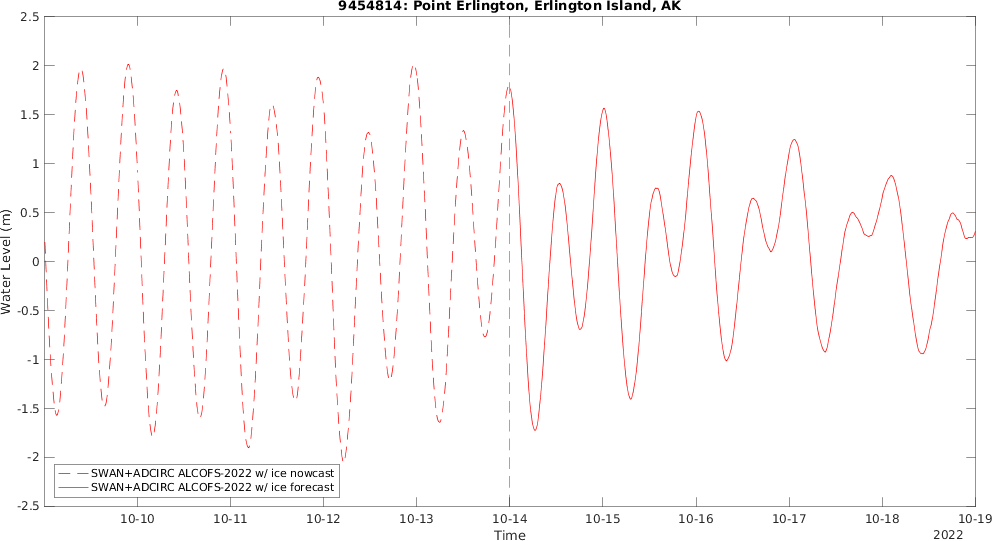 9454814: Point Erlington, Erlington Island, AK
2.5
2
1.5
1
0.5
0
-0.5
-1
-1.5
-2
-2.5
Water Level (m)
SWAN+ADCIRC ALCOFS-2022 w/ ice nowcast
SWAN+ADCIRC ALCOFS-2022 w/ ice forecast
10-10 10-11 10-12 10-13 10-14 10-15 10-16 10-17 10-18 10-19
Time
2022